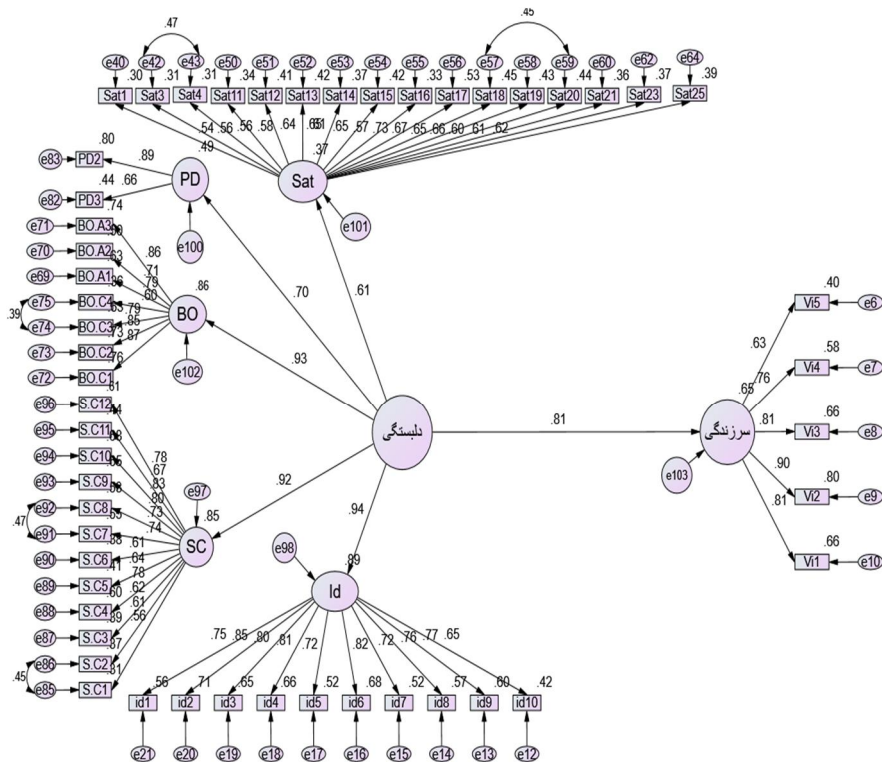 .47 .45
e40 e42 e43 e50 e51 e52 e53 e54 e55 e56 e57 e58 e59 e60 e62 e64
.30 .31 .31 .34 .41 .42 .37 .42 .33 .53 .45 .43 .44 .36 .37 .39
Sat1 Sat3 Sat4 Sat11 Sat12 Sat13 Sat14 Sat15 Sat16 Sat17 Sat18 Sat19 Sat20 Sat21 Sat23 Sat25
.54 .56 .56 .58 .64 .65 .61 .65 .57 .73 .67 .65 .66 .60 .61 .62
.49 .37
PD Sat
e100 e101
.80
e83 PD2 .89
.44 .66
e82 PD3
.74
e71 BO.A3
e70 BO.A2 .63
e69 BO.A1 .86
e75 BO.C4 .63
e74 BO.C3 .73
e73 BO.C2
e72 BO.C1 .76
.39
.86 .71 .79 .60 .79 .85 .87
.86
BO
e102
.70 .61
.93
دلبستگی
.81
.92
.94
سرزندگی
.65
e103
.40
Vi5 e6
.63
.58
Vi4 e7
.76
.66
Vi3 e8
.81
.80
Vi2 e9
.90
.66
Vi1 e10
.81
e96 S.C12
e95 S.C11
e94 S.C10
e93 S.C9
e92 S.C8
e91 S.C7
e90 S.C6
e89 S.C5 .41
e88 S.C4 .60
e87 S.C3
e86 S.C2
e85 S.C1
.47
.45
.78 .67 .83 .80 .73 .74 .61 .64 .78 .62 .61 .56
e97
SC .85
e98
.89
Id
.75 .85 .80 .81 .72 .82 .72 .76 .77 .65
.56 .71 .65 .66 .52 .68 .52 .57 .60 .42
id1 id2 id3 id4 id5 id6 id7 id8 id9 id10
e21 e20 e19 e18 e17 e16 e15 e14 e13 e12